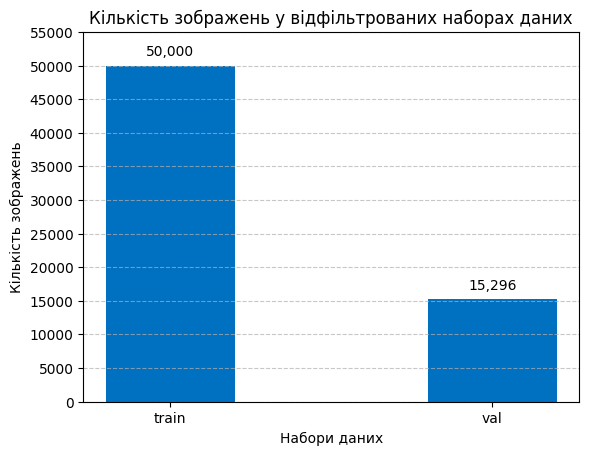 Кількість зображень у відфільтрованих наборах даних
Кількість зображень
55000
50000
45000
40000
35000
30000
25000
20000
15000
10000
5000
0
50,000
15,296
train
val
Набори даних